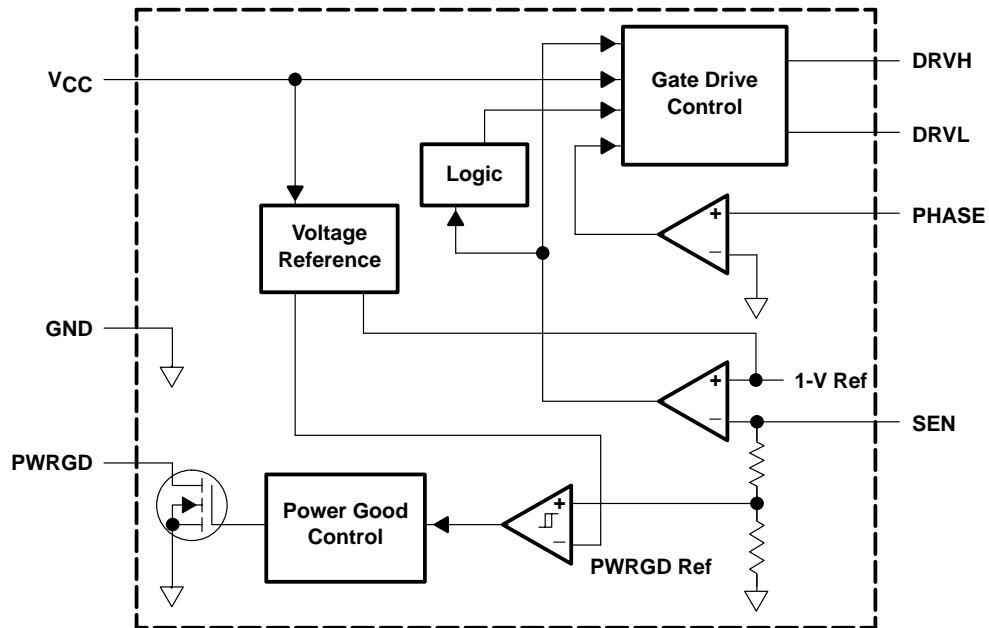 VCC
Gate Drive
Control
DRVH
DRVL
Logic
Voltage
Reference
+
−
PHASE
GND
+
−
1-V Ref
SEN
PWRGD
Power Good
Control
+
−
PWRGD Ref